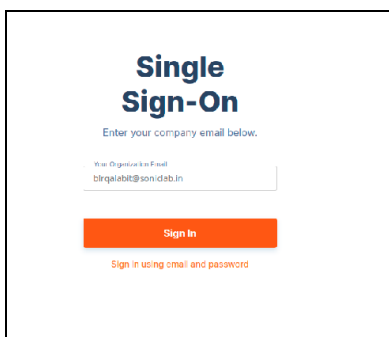 Single
Sign-On
Enter your company email below.
Your Organization Email
birqalabit@soniclab.in
Sign In
Sign in using email and password